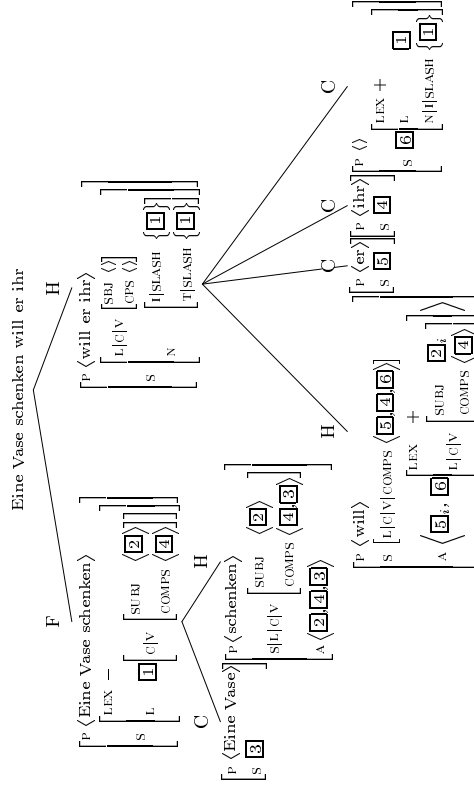 Eine Vase schenken will er ihr
F
H
P ⟨Eine Vase schenken⟩
LEX −
S
L 1
C|V
SUBJ ⟨2⟩
COMPS ⟨4⟩
P ⟨will er ihr⟩
S
L|C|V
SBJ ⟨⟩
CPS ⟨⟩
N
I|SLASH {1}
T|SLASH {1}
C
H
P ⟨Eine Vase⟩
S 3
P ⟨schenken⟩
S|L|C|V
SUBJ ⟨2⟩
COMPS ⟨4,3⟩
A ⟨2,4,3⟩
H
C
C
C
P ⟨will⟩
S [L|C|V|COMPS ⟨5,4,6⟩]
A ⟨5i, 6
LEX +
L|C|V
SUBJ 2i
COMPS ⟨4⟩
⟩
P ⟨er⟩
S 5
P ⟨ihr⟩
S 4
P ⟨⟩
S 6
LEX +
L 1
N|I|SLASH {1}